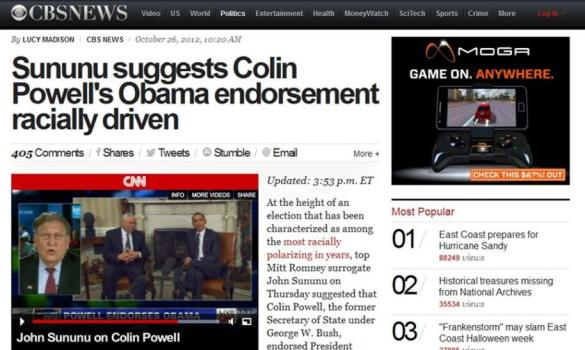 CBSNEWS Video US World Politics Entertainment Health MoneyWatch SciTech Sports Crime More Log In
By LUCY MADISON / CBS NEWS / October 26, 2012, 10:20 AM
Sununu suggests Colin
Powell's Obama endorsement
racially driven
405 Comments / Shares / Tweets / Stumble / @ Email More +
CNN
INFO MORE VIDEOS SHARE
POWELL ENDORSES OBAMA
John Sununu on Colin Powell
Updated: 3:53 p.m. ET
At the height of an
election that has been
characterized as among
the most racially
polarizing in years, top
Mitt Romney surrogate
John Sununu on
Thursday suggested that
Colin Powell, the former
Secretary of State under
George W. Bush,
endorsed President
MOGA
GAME ON. ANYWHERE.
CHECK THIS $&?%! OUT
Most Popular
01 / East Coast prepares for
Hurricane Sandy
88249 views
02 / Historical treasures missing
from National Archives
35534 views
03 / "Frankenstorm" may slam East
Coast Halloween week
views